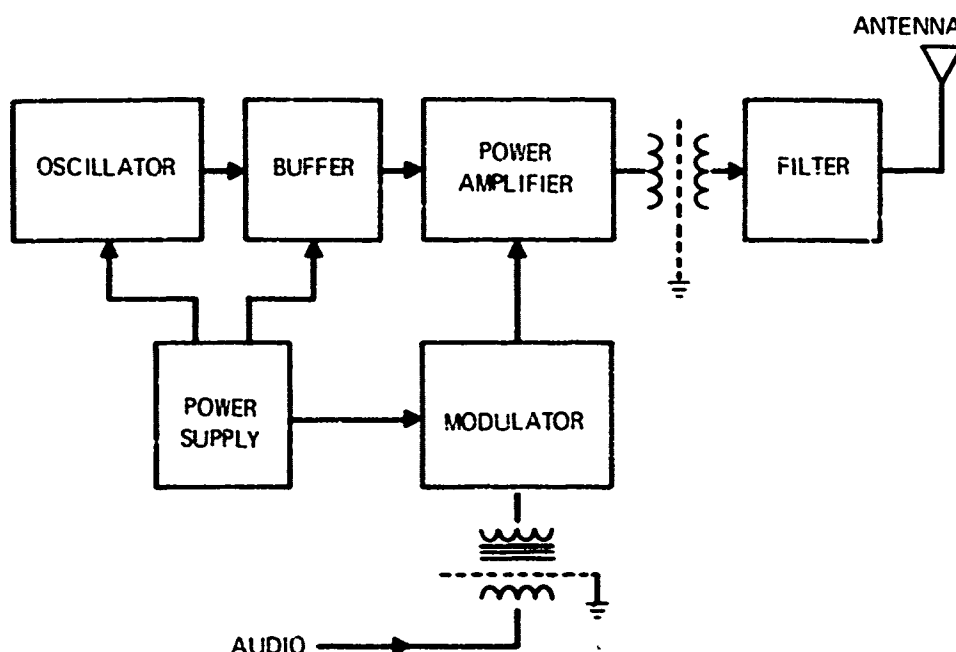 ANTENNA
OSCILLATOR
BUFFER
POWER
AMPLIFIER
FILTER
POWER
SUPPLY
MODULATOR
AUDIO